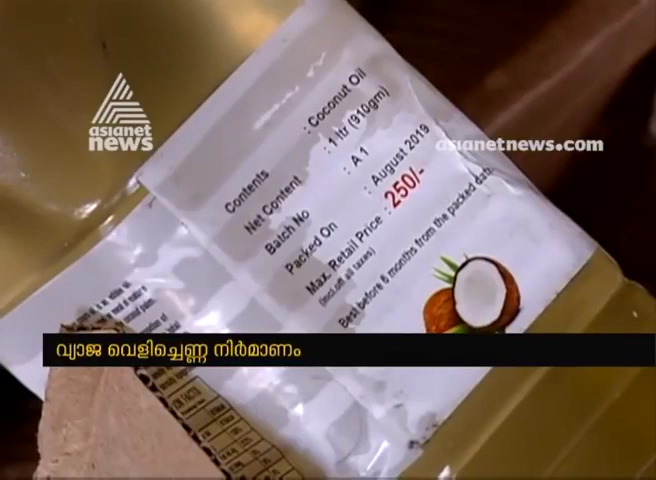 asianet
news
asianetnews.com
Contents : Coconut Oil
Net Content : 1 ltr (910gm)
Batch No : A 1
Packed On : August 2019
Max. Retail Price : 250/-
(Incl.off all taxes)
Best before 6 months from the packed date
വ്യാജ വെളിച്ചെണ്ണ നിർമാണം